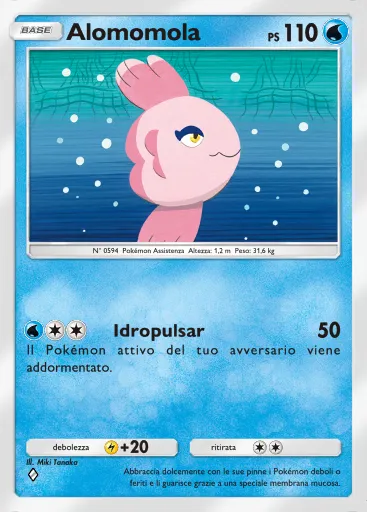 BASE Alomomola PS 110
N° 0594 Pokémon Assistenza Altezza: 1,2 m Peso: 31,6 kg
Idropulsar 50
Il Pokémon attivo del tuo avversario viene
addormentato.
debolezza +20 ritirata
Ill. Miki Tanaka
Abbraccia dolcemente con le sue pinne i Pokémon deboli o
feriti e li guarisce grazie a una speciale membrana mucosa.